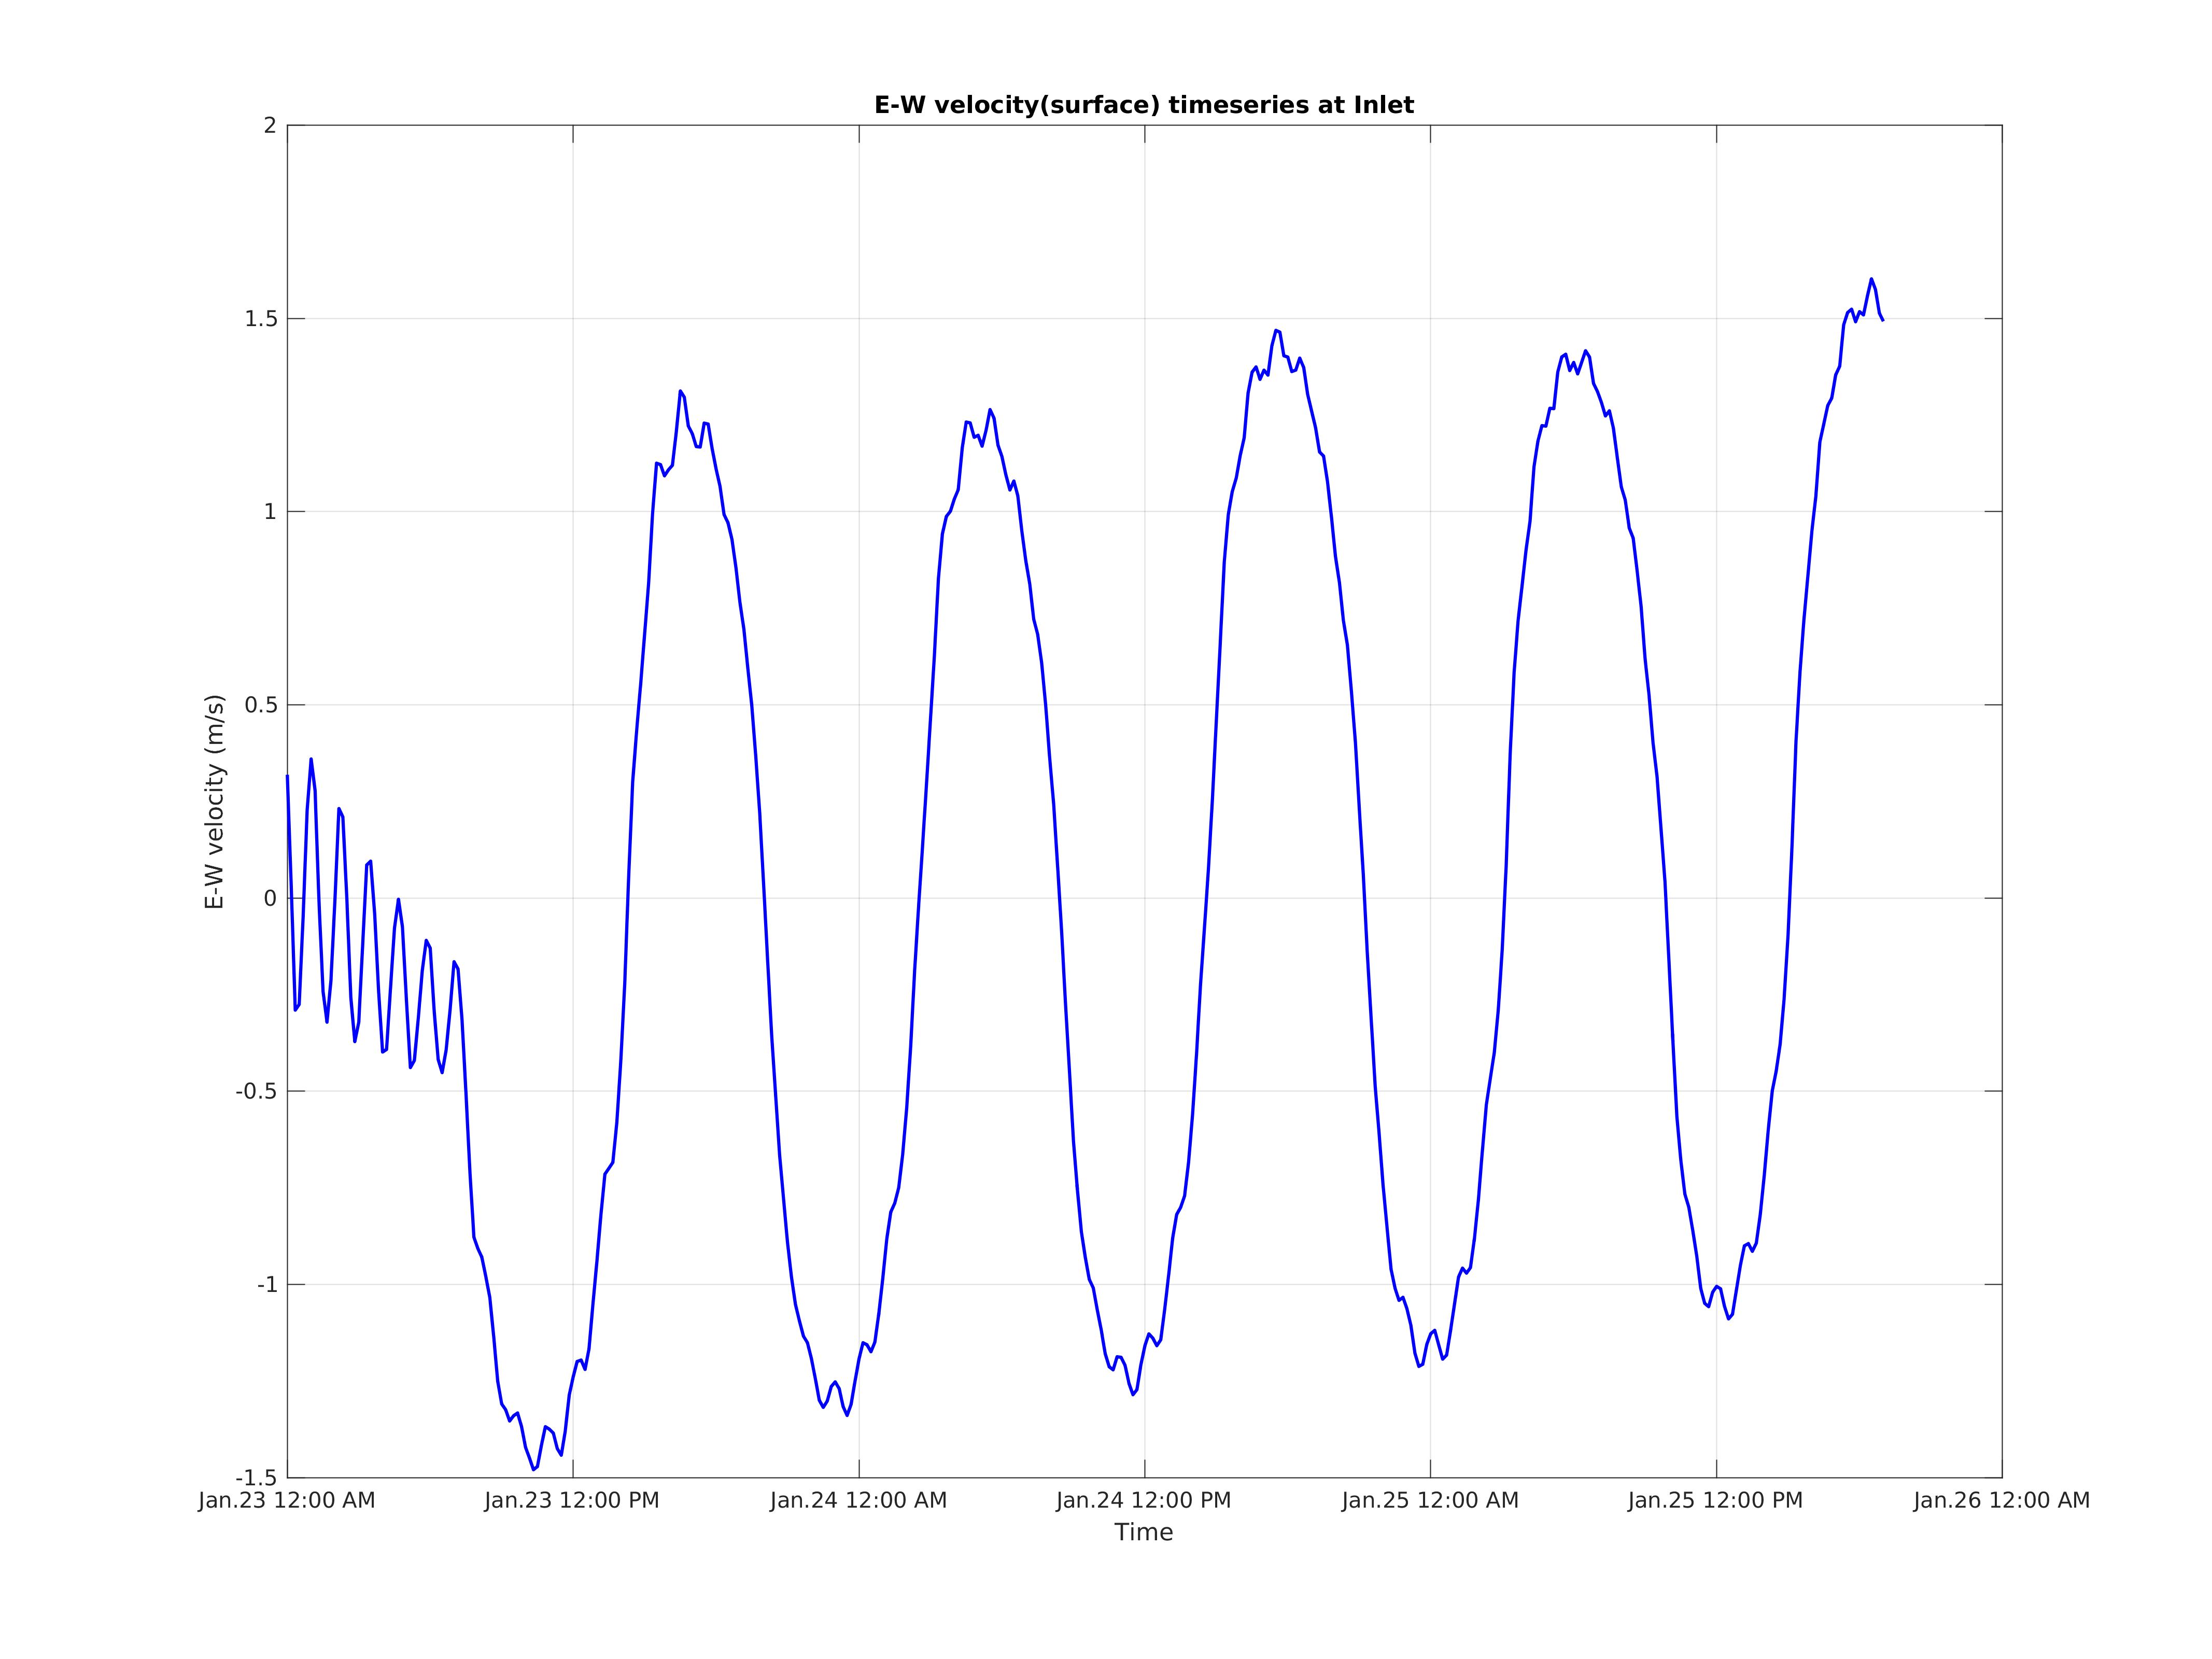 E-W velocity(surface) timeseries at Inlet
2
1.5
1
0.5
0
-0.5
-1
-1.5
E-W velocity (m/s)
Jan.23 12:00 AM
Jan.23 12:00 PM
Jan.24 12:00 AM
Jan.24 12:00 PM
Jan.25 12:00 AM
Jan.25 12:00 PM
Jan.26 12:00 AM
Time